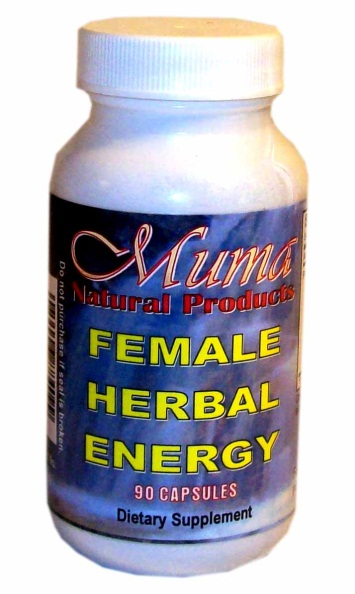 Muma
Natural Products
FEMALE
HERBAL
ENERGY
90 CAPSULES
Dietary Supplement
Do not purchase if seal is broken.